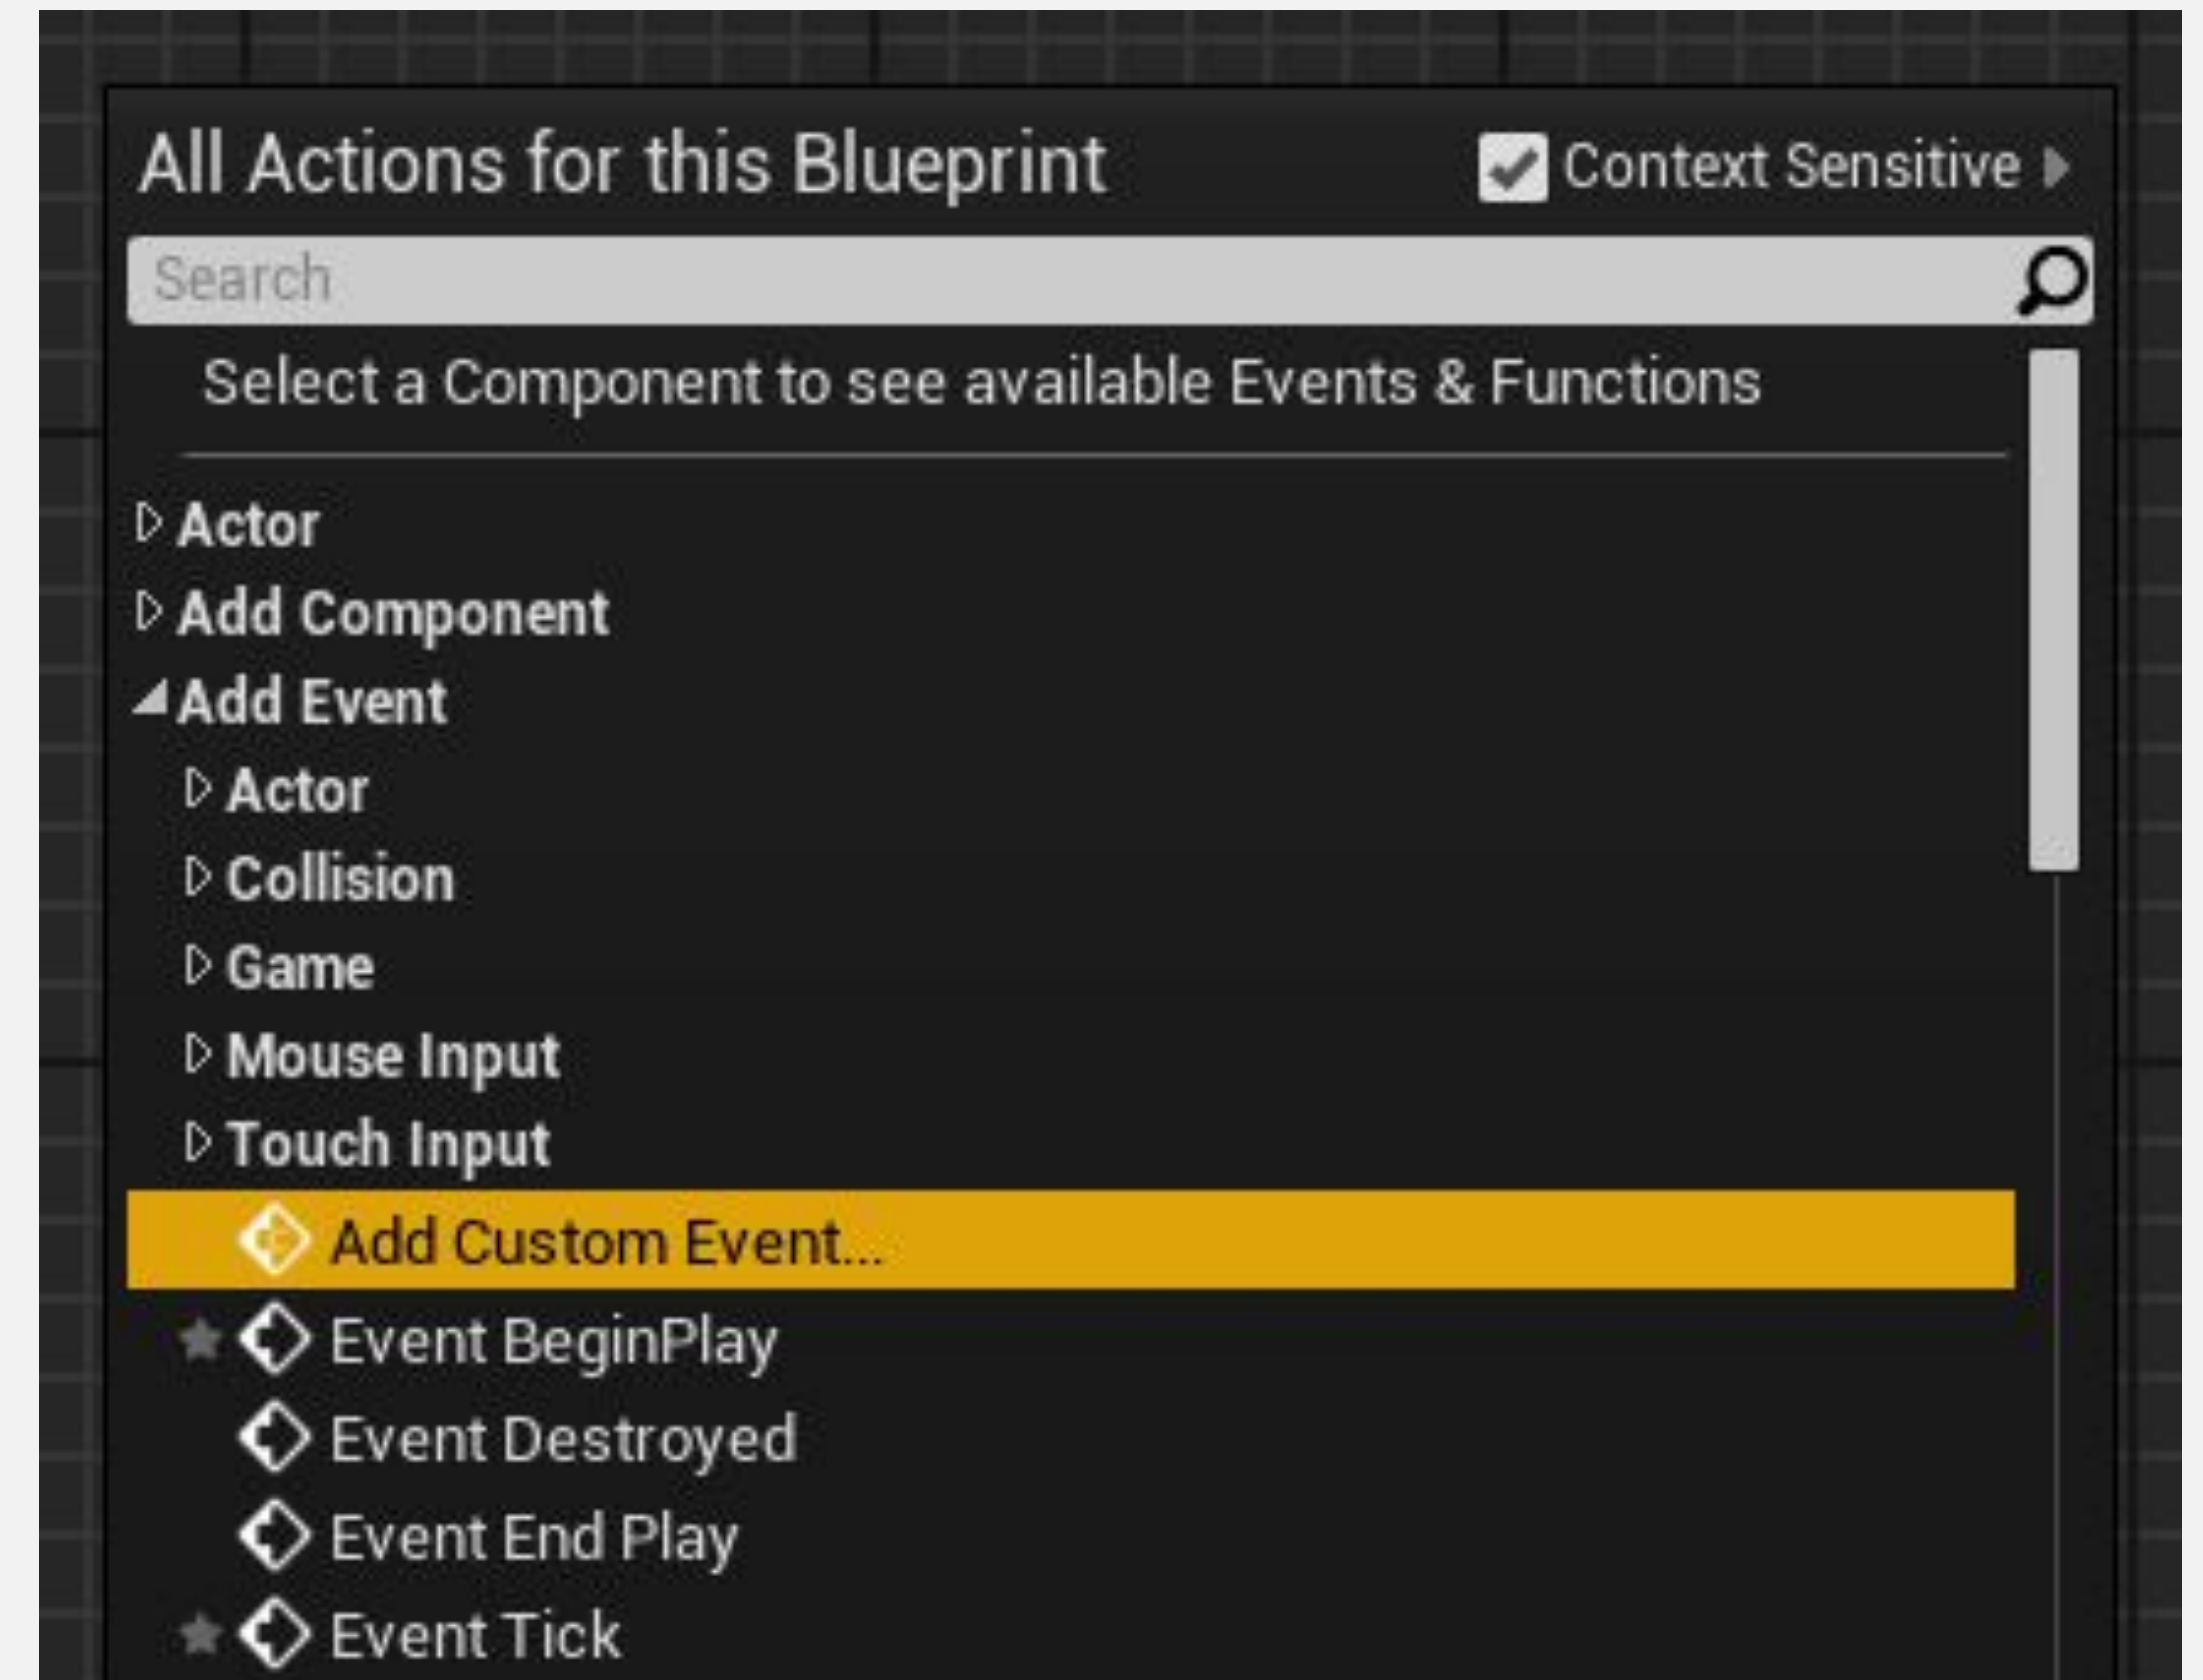 All Actions for this Blueprint
Context Sensitive
Search
Select a Component to see available Events & Functions
Actor
Add Component
Add Event
Actor
Collision
Game
Mouse Input
Touch Input
Add Custom Event...
Event BeginPlay
Event Destroyed
Event End Play
Event Tick